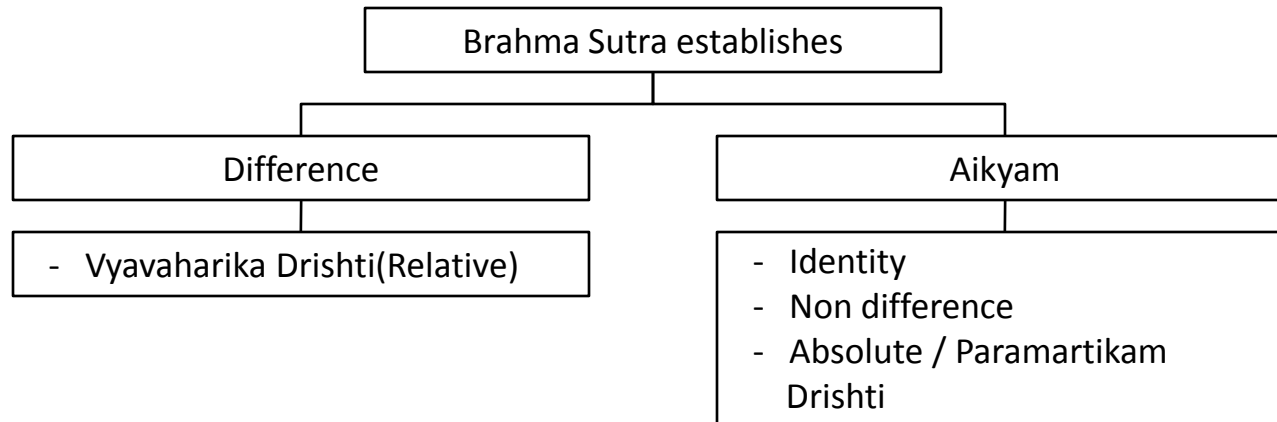 Brahma Sutra establishes
Difference
- Vyavaharika Drishti(Relative)
Aikyam
- Identity
- Non difference
- Absolute / Paramartikam
Drishti